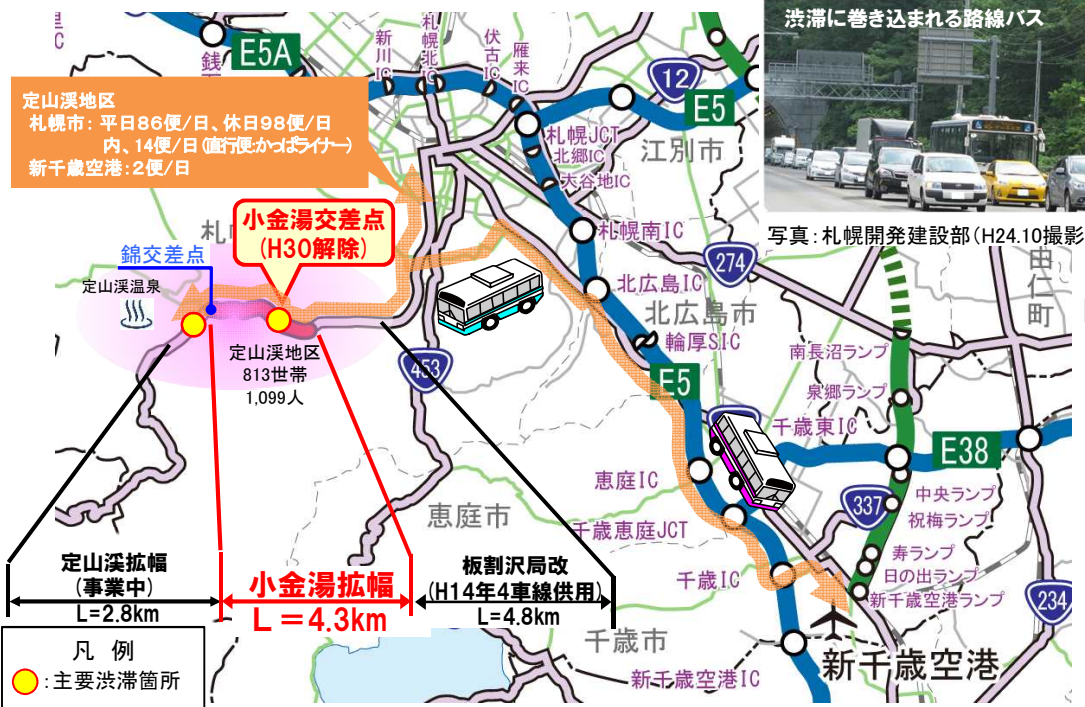 渋滞に巻き込まれる路線バス
写真：札幌開発建設部（H24.10撮影
定山渓地区
札幌市：平日86便/日、休日98便/日
内、14便/日（直行便:かっぱライナー）
新千歳空港：2便/日
E5A
新川IC
札幌北IC
伏古IC
雁来IC
12
E5
札幌JCT
北郷IC
江別市
大谷地IC
札幌南IC
274
北広島IC
北広島市
輪厚SIC
由仁町
小金湯交差点
(H30解除)
錦交差点
定山渓温泉
定山渓地区
813世帯
1,099人
453
E5
南長沼ランプ
泉郷ランプ
千歳東IC
E38
恵庭IC
恵庭市
337
中央ランプ
祝梅ランプ
千歳恵庭JCT
寿ランプ
日の出ランプ
千歳IC
新千歳空港ランプ
234
千歳市
新千歳空港
新千歳空港IC
定山渓拡幅
(事業中)
L=2.8km
小金湯拡幅
L＝4.3km
板割沢局改
(H14年4車線供用)
L=4.8km
凡 例
：主要渋滞箇所